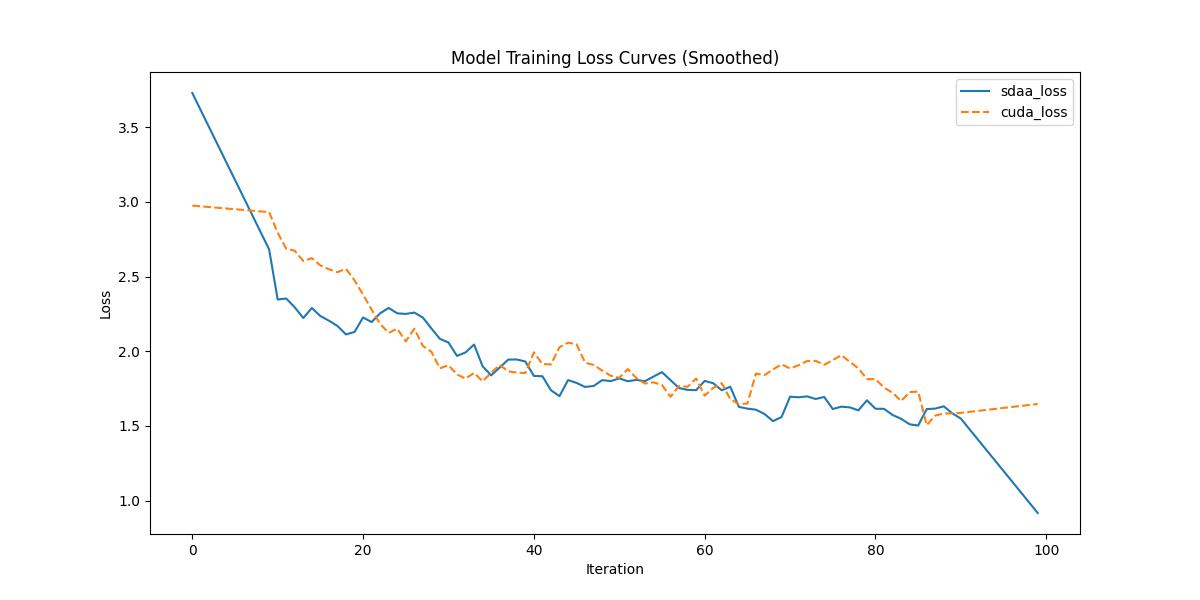 Model Training Loss Curves (Smoothed)
sdaa_loss
cuda_loss
3.5
3.0
2.5
2.0
1.5
1.0
Loss
0 20 40 60 80 100
Iteration